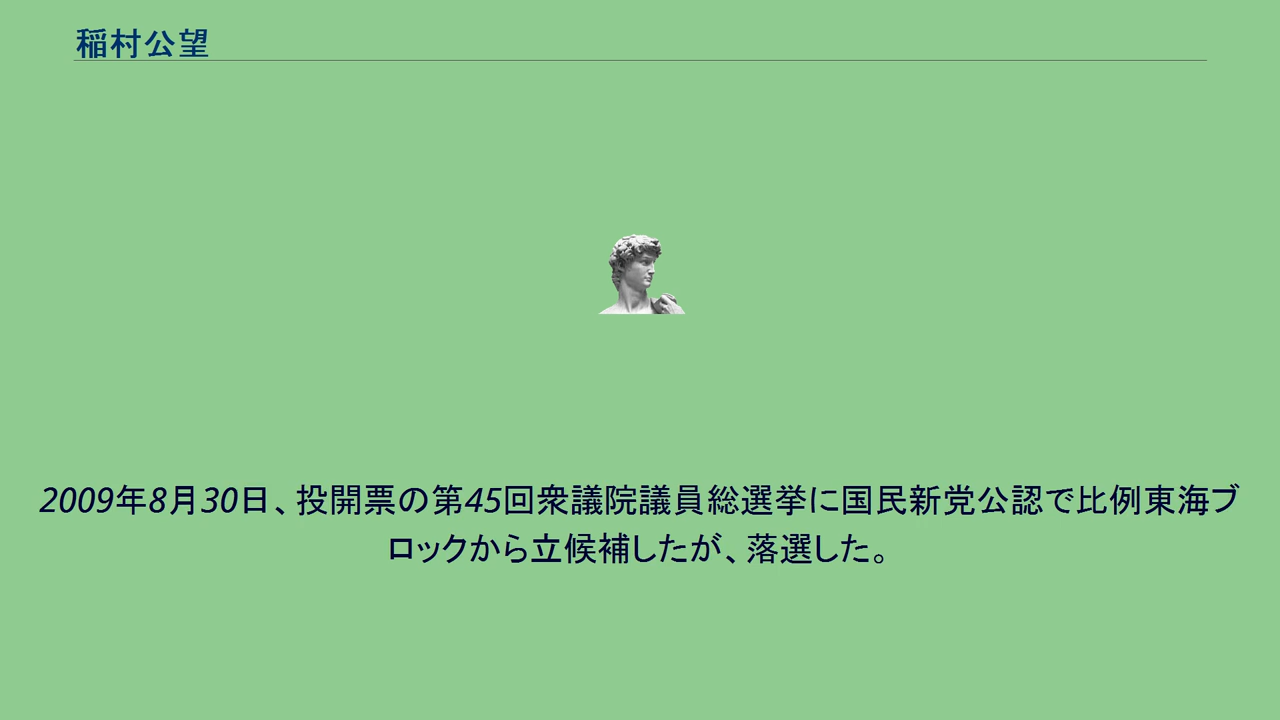 稲村公望
2009年8月30日、投開票の第45回衆議院議員総選挙に国民新党公認で比例東海ブ
ロックから立候補したが、落選した。